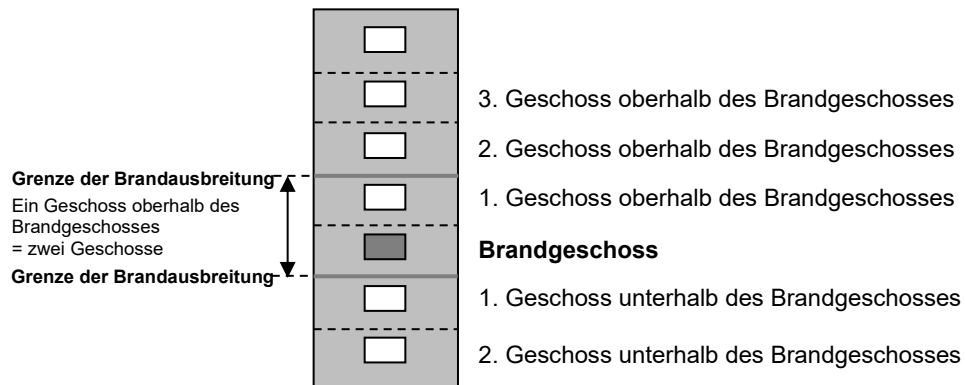 3. Geschoss oberhalb des Brandgeschosses
2. Geschoss oberhalb des Brandgeschosses
Grenze der Brandausbreitung
1. Geschoss oberhalb des Brandgeschosses
Ein Geschoss oberhalb des
Brandgeschosses
= zwei Geschosse
Brandgeschoss
Grenze der Brandausbreitung
1. Geschoss unterhalb des Brandgeschosses
2. Geschoss unterhalb des Brandgeschosses